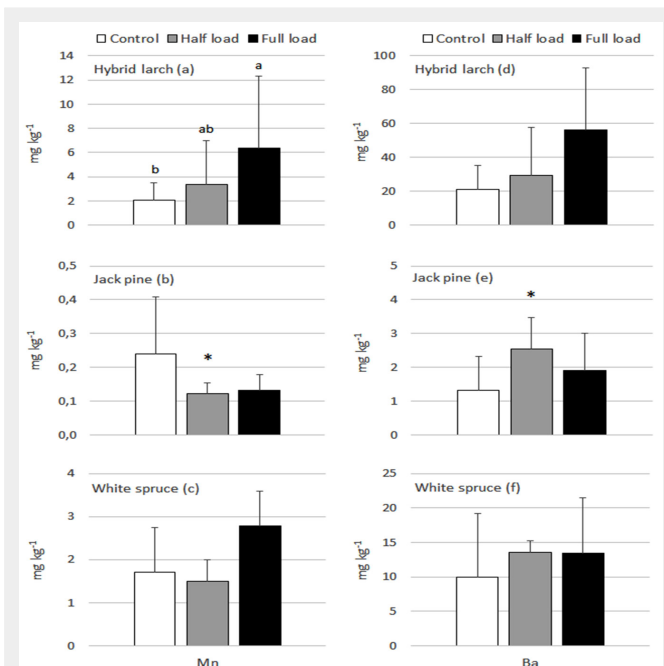 Control Half load Full load
Hybrid larch (a)
mg kg-1
14
12
10
8
6
4
2
0
b
ab
a
Control Half load Full load
Hybrid larch (d)
mg kg-1
100
80
60
40
20
0
Jack pine (b)
mg kg-1
0,5
0,4
0,3
0,2
0,1
0,0
*
Jack pine (e)
mg kg-1
5
4
3
2
1
0
*
White spruce (c)
mg kg-1
4
3
2
1
0
Mn
White spruce (f)
mg kg-1
25
20
15
10
5
0
Ba